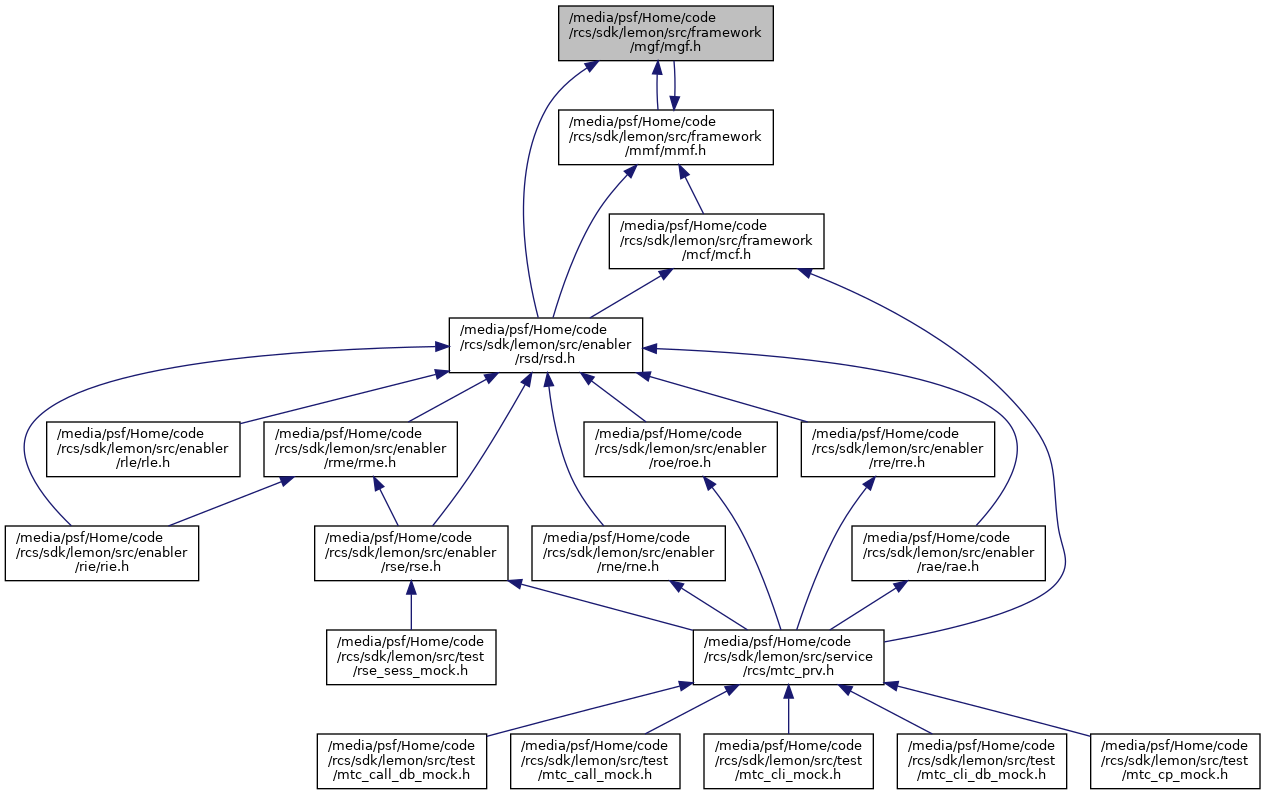 /media/psf/Home/code
/rcs/sdk/lemon/src/framework
/mgf/mgf.h
/media/psf/Home/code
/rcs/sdk/lemon/src/framework
/mmf/mmf.h
/media/psf/Home/code
/rcs/sdk/lemon/src/framework
/mcf/mcf.h
/media/psf/Home/code
/rcs/sdk/lemon/src/enabler
/rsd/rsd.h
/media/psf/Home/code
/rcs/sdk/lemon/src/enabler
/rle/rle.h
/media/psf/Home/code
/rcs/sdk/lemon/src/enabler
/rme/rme.h
/media/psf/Home/code
/rcs/sdk/lemon/src/enabler
/roe/roe.h
/media/psf/Home/code
/rcs/sdk/lemon/src/enabler
/rre/rre.h
/media/psf/Home/code
/rcs/sdk/lemon/src/enabler
/rie/rie.h
/media/psf/Home/code
/rcs/sdk/lemon/src/enabler
/rse/rse.h
/media/psf/Home/code
/rcs/sdk/lemon/src/enabler
/rne/rne.h
/media/psf/Home/code
/rcs/sdk/lemon/src/enabler
/rae/rae.h
/media/psf/Home/code
/rcs/sdk/lemon/src/test
/rse_sess_mock.h
/media/psf/Home/code
/rcs/sdk/lemon/src/service
/rcs/mtc_prv.h
/media/psf/Home/code
/rcs/sdk/lemon/src/test
/mtc_call_db_mock.h
/media/psf/Home/code
/rcs/sdk/lemon/src/test
/mtc_call_mock.h
/media/psf/Home/code
/rcs/sdk/lemon/src/test
/mtc_cli_mock.h
/media/psf/Home/code
/rcs/sdk/lemon/src/test
/mtc_cli_db_mock.h
/media/psf/Home/code
/rcs/sdk/lemon/src/test
/mtc_cp_mock.h